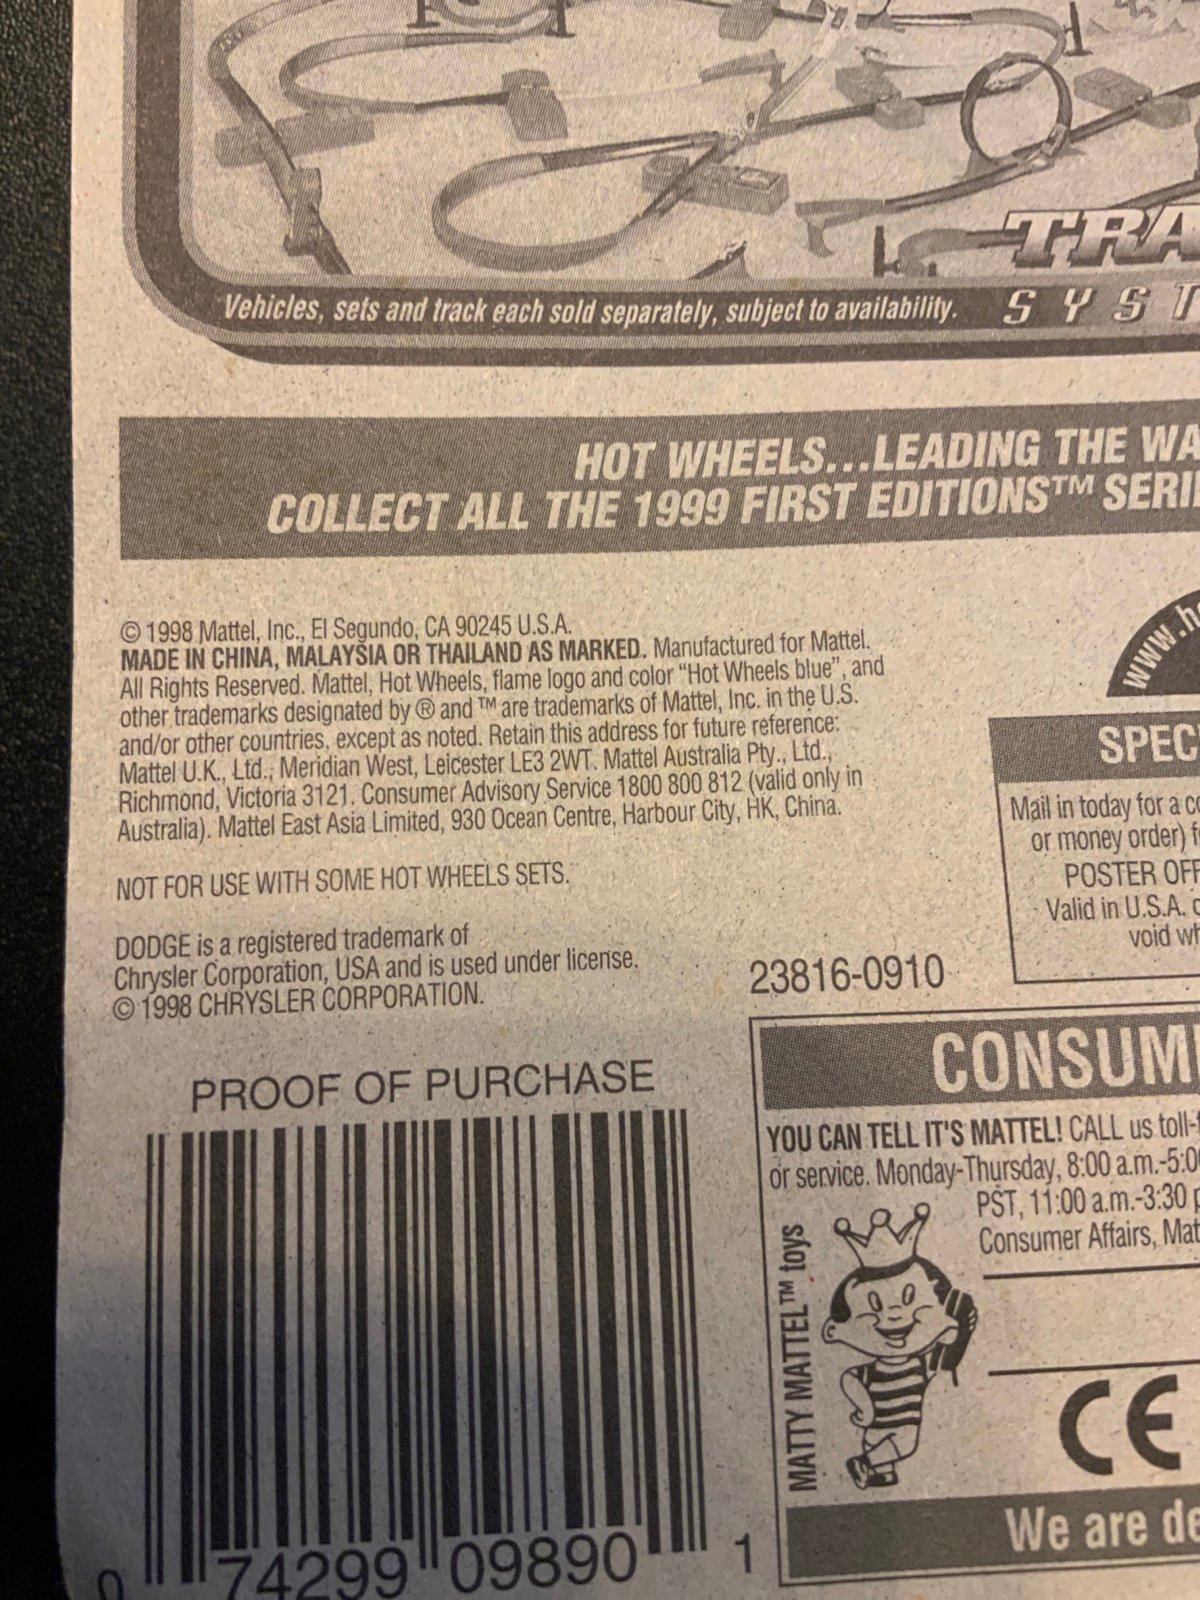 TRA
Vehicles, sets and track each sold separately, subject to availability.
SYST
HOT WHEELS...LEADING THE WA
COLLECT ALL THE 1999 FIRST EDITIONS™ SERI
© 1998 Mattel, Inc., El Segundo, CA 90245 U.S.A.
MADE IN CHINA, MALAYSIA OR THAILAND AS MARKED. Manufactured for Mattel.
All Rights Reserved. Mattel, Hot Wheels, flame logo and color "Hot Wheels blue", and
other trademarks designated by ® and ™ are trademarks of Mattel, Inc. in the U.S.
and/or other countries, except as noted. Retain this address for future reference:
Mattel U.K., Ltd., Meridian West, Leicester LE3 2WT. Mattel Australia Pty., Ltd.,
Richmond, Victoria 3121. Consumer Advisory Service 1800 800 812 (valid only in
Australia). Mattel East Asia Limited, 930 Ocean Centre, Harbour City, HK, China.
NOT FOR USE WITH SOME HOT WHEELS SETS.
DODGE is a registered trademark of
Chrysler Corporation, USA and is used under license.
© 1998 CHRYSLER CORPORATION.
23816-0910
www.h
SPEC
Mail in today for a c
or money order) f
POSTER OFF
Valid in U.S.A.
void wh
PROOF OF PURCHASE
0 74299 09890 1
CONSUM
YOU CAN TELL IT'S MATTEL! CALL us toll-
or service. Monday-Thursday, 8:00 a.m.-5:0
PST, 11:00 a.m.-3:30 p
Consumer Affairs, Mat
MATTY MATTEL™ toys
CE
We are de